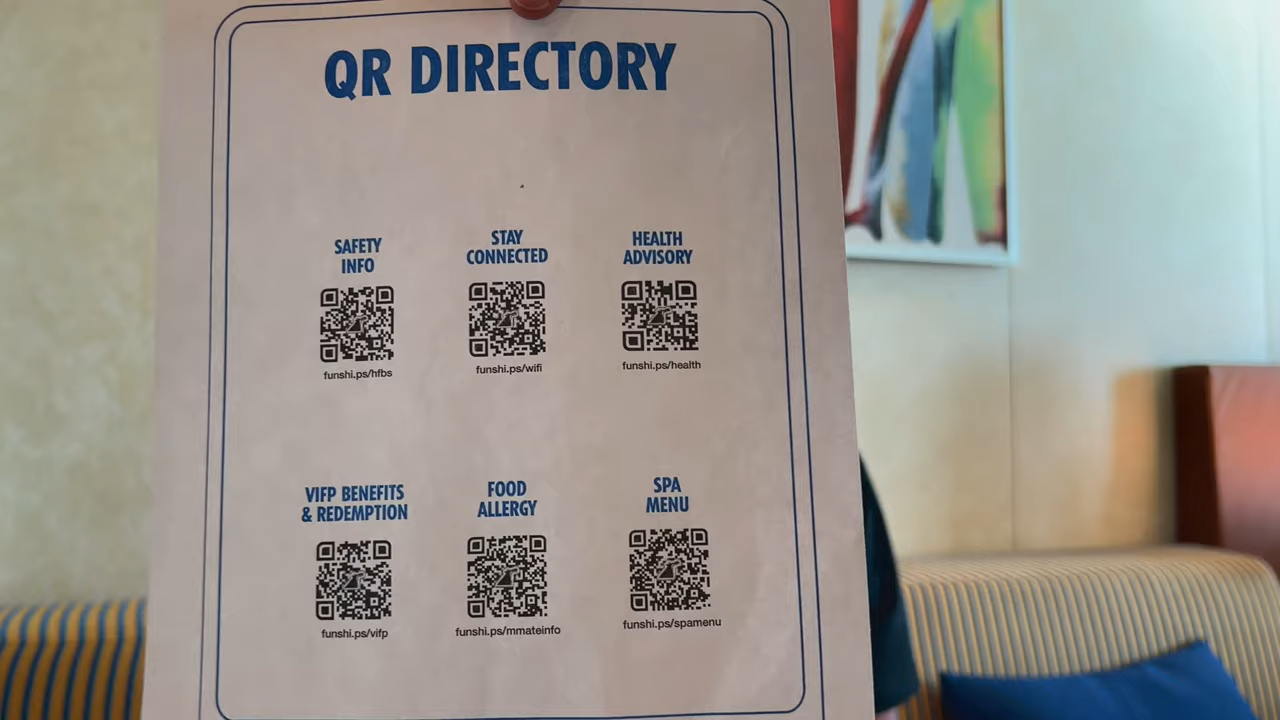 QR DIRECTORY
SAFETY
INFO
funshi.ps/hfbs
STAY
CONNECTED
funshi.ps/wifi
HEALTH
ADVISORY
funshi.ps/health
VIFP BENEFITS
& REDEMPTION
funshi.ps/vifp
FOOD
ALLERGY
funshi.ps/mmateinfo
SPA
MENU
funshi.ps/spamenu